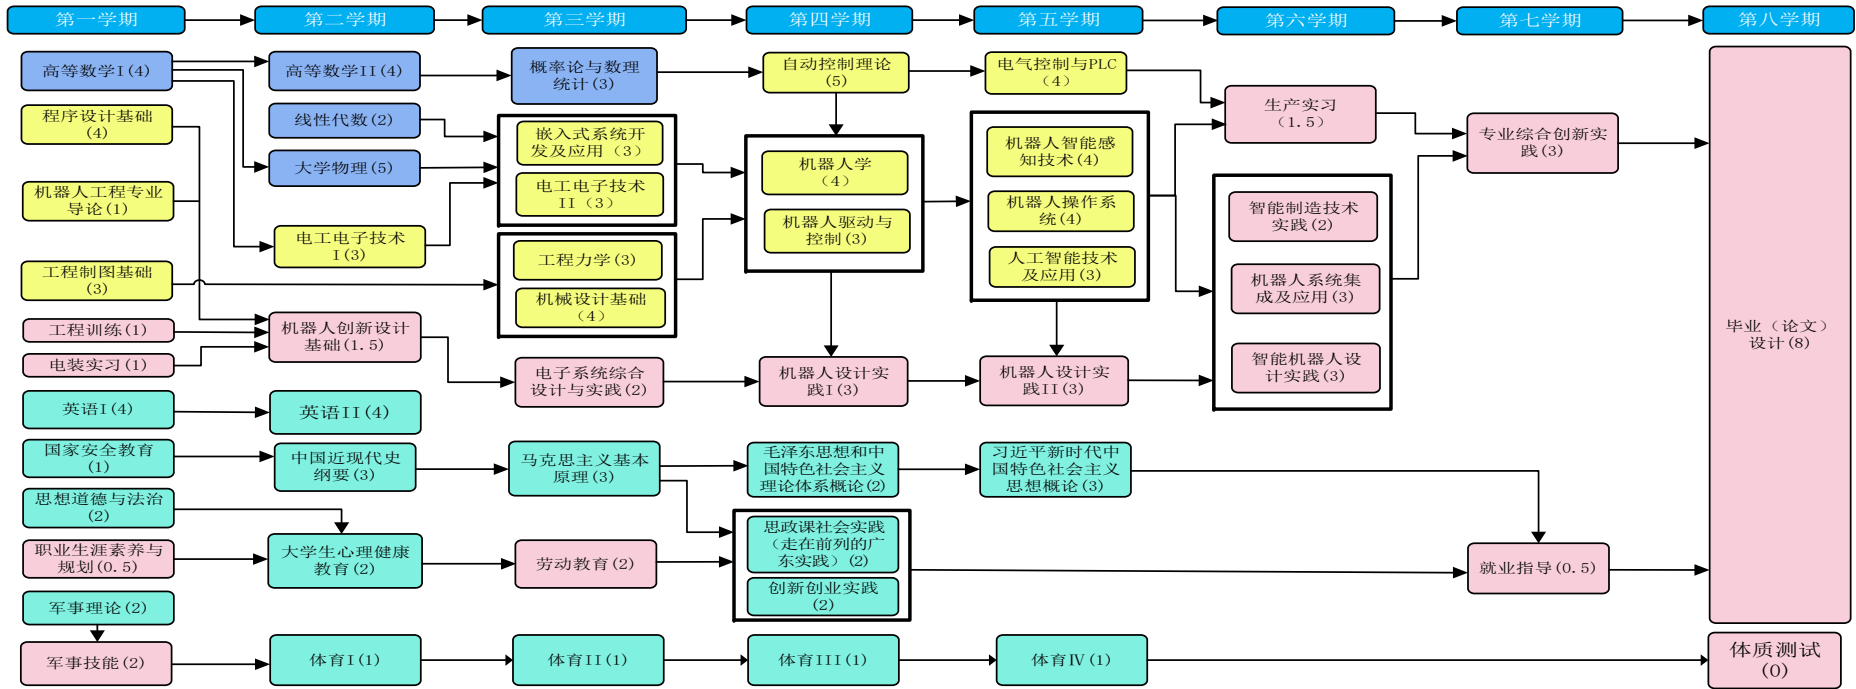 第一学期
第二学期
第三学期
第四学期
第五学期
第六学期
第七学期
第八学期
高等数学I(4)
程序设计基础
(4)
机器人工程专业
导论(1)
工程制图基础
(3)
工程训练(1)
电装实习(1)
英语I(4)
国家安全教育
(1)
思想道德与法治
(2)
职业生涯素养与
规划(0.5)
军事理论(2)
军事技能(2)
高等数学II(4)
线性代数(2)
大学物理(5)
电工电子技术
I(3)
机器人创新设计
基础(1.5)
英语II(4)
中国近现代史
纲要(3)
大学生心理健康
教育(2)
体育I(1)
概率论与数理
统计(3)
嵌入式系统开
发及应用（3)
电工电子技术
II（3)
工程力学(3)
机械设计基础
（4)
电子系统综合
设计与实践(2)
马克思主义基本
原理(3)
劳动教育(2)
体育II(1)
自动控制理论
(5)
机器人学
（4)
机器人驱动与
控制(3)
机器人设计实
践I(3)
毛泽东思想和中
国特色社会主义
理论体系概论(2)
思政课社会实践
（走在前列的广
东实践）(2)
创新创业实践
(2)
体育III(1)
电气控制与PLC
（4)
机器人智能感
知技术(4)
机器人操作系
统(4)
人工智能技术
及应用(3)
机器人设计实
践II(3)
习近平新时代中
国特色社会主义
思想概论(3)
体育Ⅳ(1)
生产实习
（1.5)
智能制造技术
实践(2)
机器人系统集
成及应用(3)
智能机器人设
计实践(3)
专业综合创新实
践(3)
就业指导(0.5)
毕业（论文）
设计(8)
体质测试
(0)